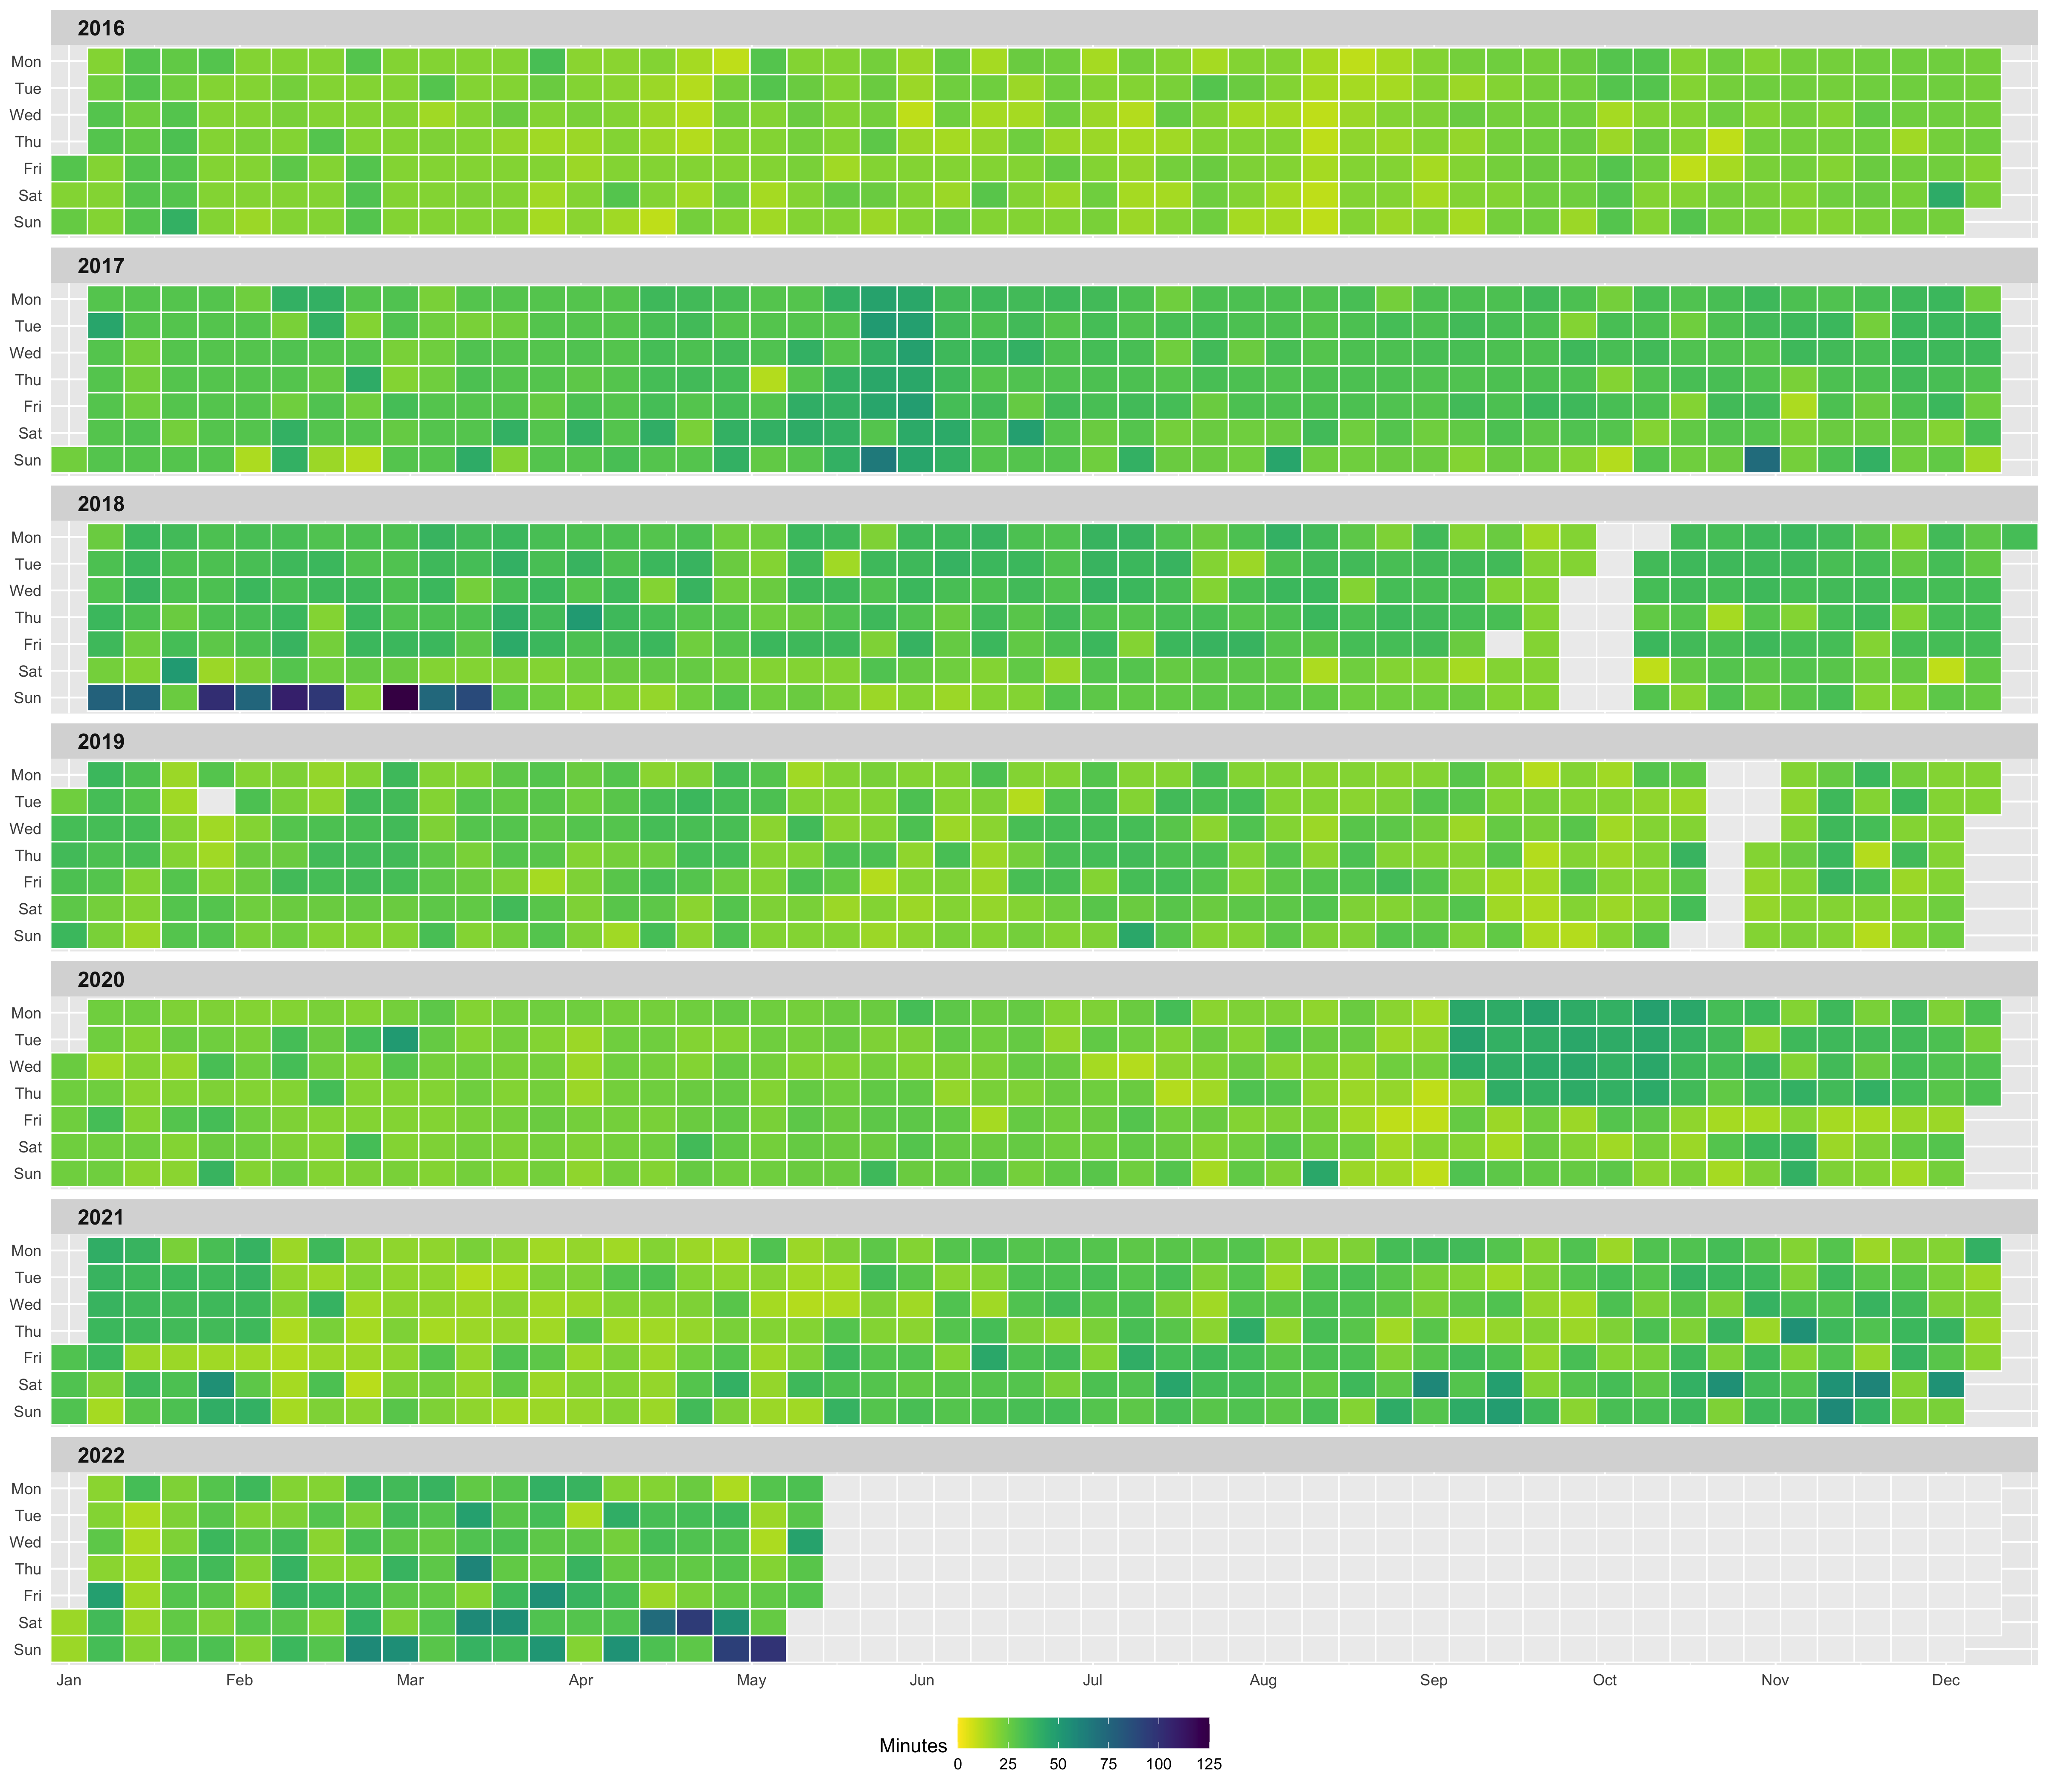 2016
Mon
Tue
Wed
Thu
Fri
Sat
Sun
2017
Mon
Tue
Wed
Thu
Fri
Sat
Sun
2018
Mon
Tue
Wed
Thu
Fri
Sat
Sun
2019
Mon
Tue
Wed
Thu
Fri
Sat
Sun
2020
Mon
Tue
Wed
Thu
Fri
Sat
Sun
2021
Mon
Tue
Wed
Thu
Fri
Sat
Sun
2022
Mon
Tue
Wed
Thu
Fri
Sat
Sun
Jan Feb Mar Apr May Jun Jul Aug Sep Oct Nov Dec
Minutes
0 25 50 75 100 125